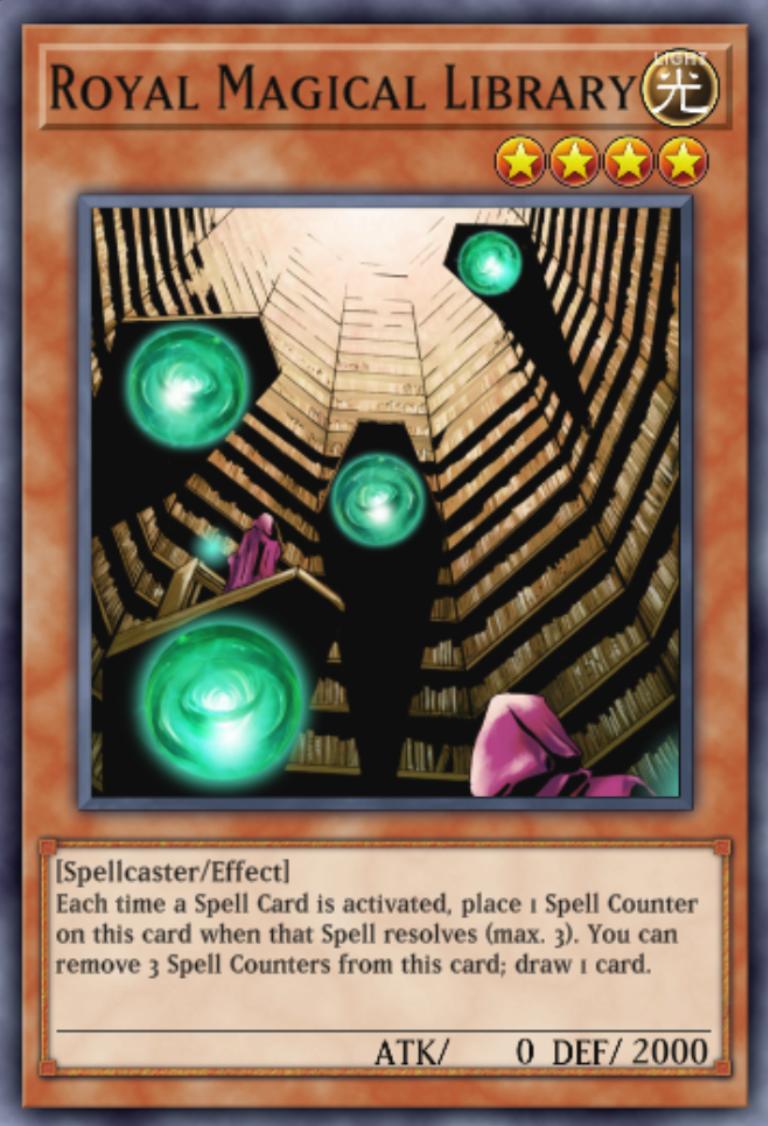 ROYAL MAGICAL LIBRARY
LIGHT
光
[Spellcaster/Effect]
Each time a Spell Card is activated, place 1 Spell Counter
on this card when that Spell resolves (max. 3). You can
remove 3 Spell Counters from this card; draw 1 card.
ATK/ 0 DEF/ 2000